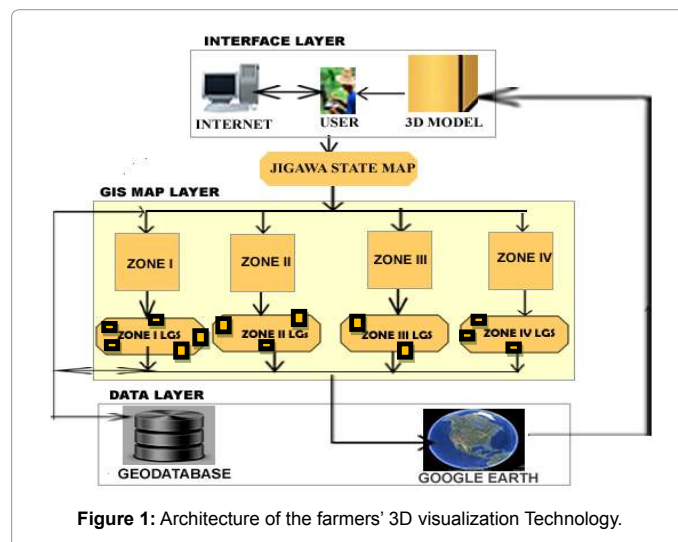 INTERFACE LAYER
INTERNET
USER
3D MODEL
JIGAWA STATE MAP
GIS MAP LAYER
ZONE I
ZONE II
ZONE III
ZONE IV
ZONE I LGS
ZONE II LGs
ZONE III LGS
ZONE IV LGS
DATA LAYER
GEODATABASE
GOOGLE EARTH
Figure 1: Architecture of the farmers’ 3D visualization Technology.